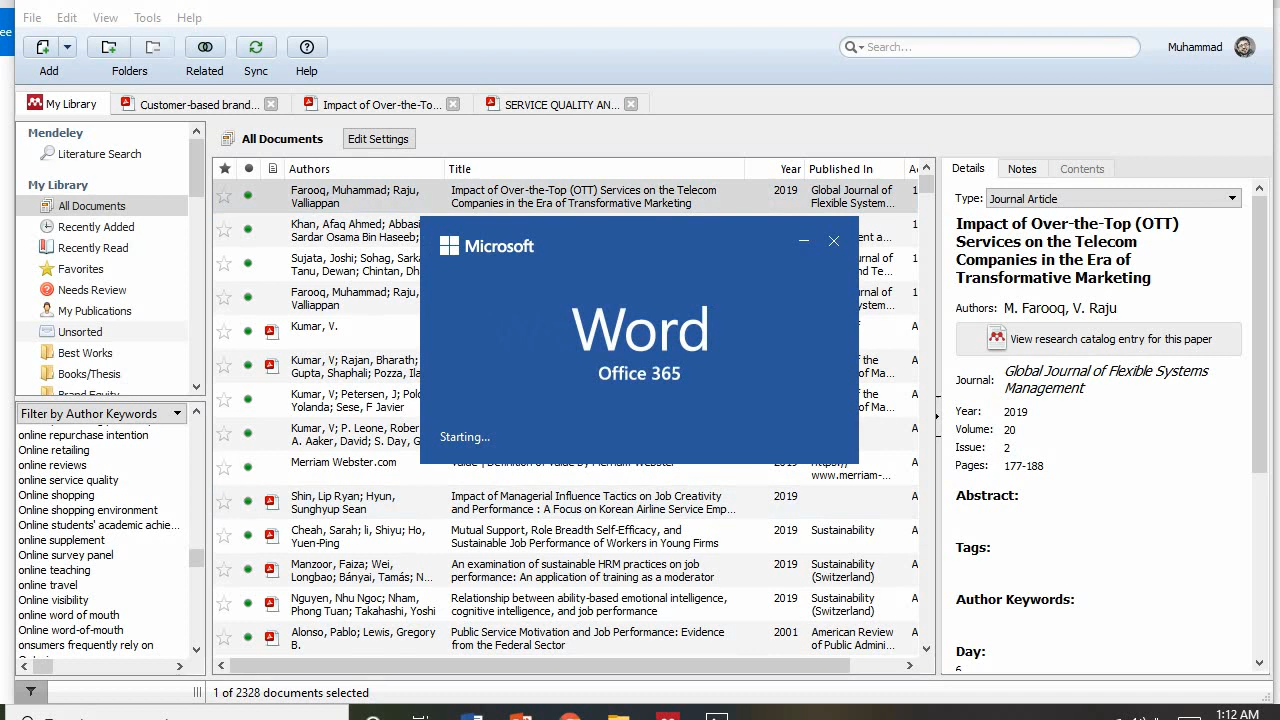 ee
File Edit View Tools Help
Search...
Muhammad
Add Folders Related Sync Help
My Library
Customer-based brand...
Impact of Over-the-To...
SERVICE QUALITY AN...
Mendeley
Literature Search
My Library
All Documents
Recently Added
Recently Read
Favorites
Needs Review
My Publications
Unsorted
Best Works
Books/Thesis
Filter by Author Keywords
online repurchase intention
Online retailing
online reviews
online service quality
Online shopping
Online shopping environment
Online students' academic achie...
Online supplement
Online survey panel
online teaching
online travel
Online visibility
online word of mouth
Online word-of-mouth
onsumers frequently rely on
All Documents
Edit Settings
Authors Title Year Published In
Farooq, Muhammad; Raju, Impact of Over-the-Top (OTT) Services on the Telecom 2019 Global Journal of
Valliappan Companies in the Era of Transformative Marketing Flexible System...
Khan, Afaq Ahmed; Abbasi
Sardar Osama Bin Haseeb;
Sujata, Joshi; Sohag, Sarka
Tanu, Dewan; Chintan, Dh
Farooq, Muhammad; Raju,
Valliappan
Kumar, V.
Kumar, V; Rajan, Bharath;
Gupta, Shaphali; Pozza, Ila
Kumar, V; Petersen, J; Polo
Yolanda; Sese, F Javier
Kumar, V; P. Leone, Rober
A. Aaker, David; S. Day, G
Merriam Webster.com
www.merriam-...
Shin, Lip Ryan; Hyun, Impact of Managerial Influence Tactics on Job Creativity 2019
Sunghyup Sean and Performance : A Focus on Korean Airline Service Emp...
Cheah, Sarah; li, Shiyu; Ho, Mutual Support, Role Breadth Self-Efficacy, and 2019 Sustainability
Yuen-Ping Sustainable Job Performance of Workers in Young Firms
Manzoor, Faiza; Wei, An examination of sustainable HRM practices on job 2019 Sustainability
Longbao; Bányai, Tamás; N... performance: An application of training as a moderator (Switzerland)
Nguyen, Nhu Ngoc; Nham, Relationship between ability-based emotional intelligence, 2019 Sustainability
Phong Tuan; Takahashi, Yoshi cognitive intelligence, and job performance (Switzerland)
Alonso, Pablo; Lewis, Gregory Public Service Motivation and Job Performance: Evidence 2001 American Review
B. from the Federal Sector of Public Admini...
Microsoft
Word
Office 365
Starting...
Details Notes Contents
Type: Journal Article
Impact of Over-the-Top (OTT)
Services on the Telecom
Companies in the Era of
Transformative Marketing
Authors: M. Farooq, V. Raju
View research catalog entry for this paper
Journal: Global Journal of Flexible Systems
Management
Year: 2019
Volume: 20
Issue: 2
Pages: 177-188
Abstract:
Tags:
Author Keywords:
Day:
1 of 2328 documents selected
1:12 AM